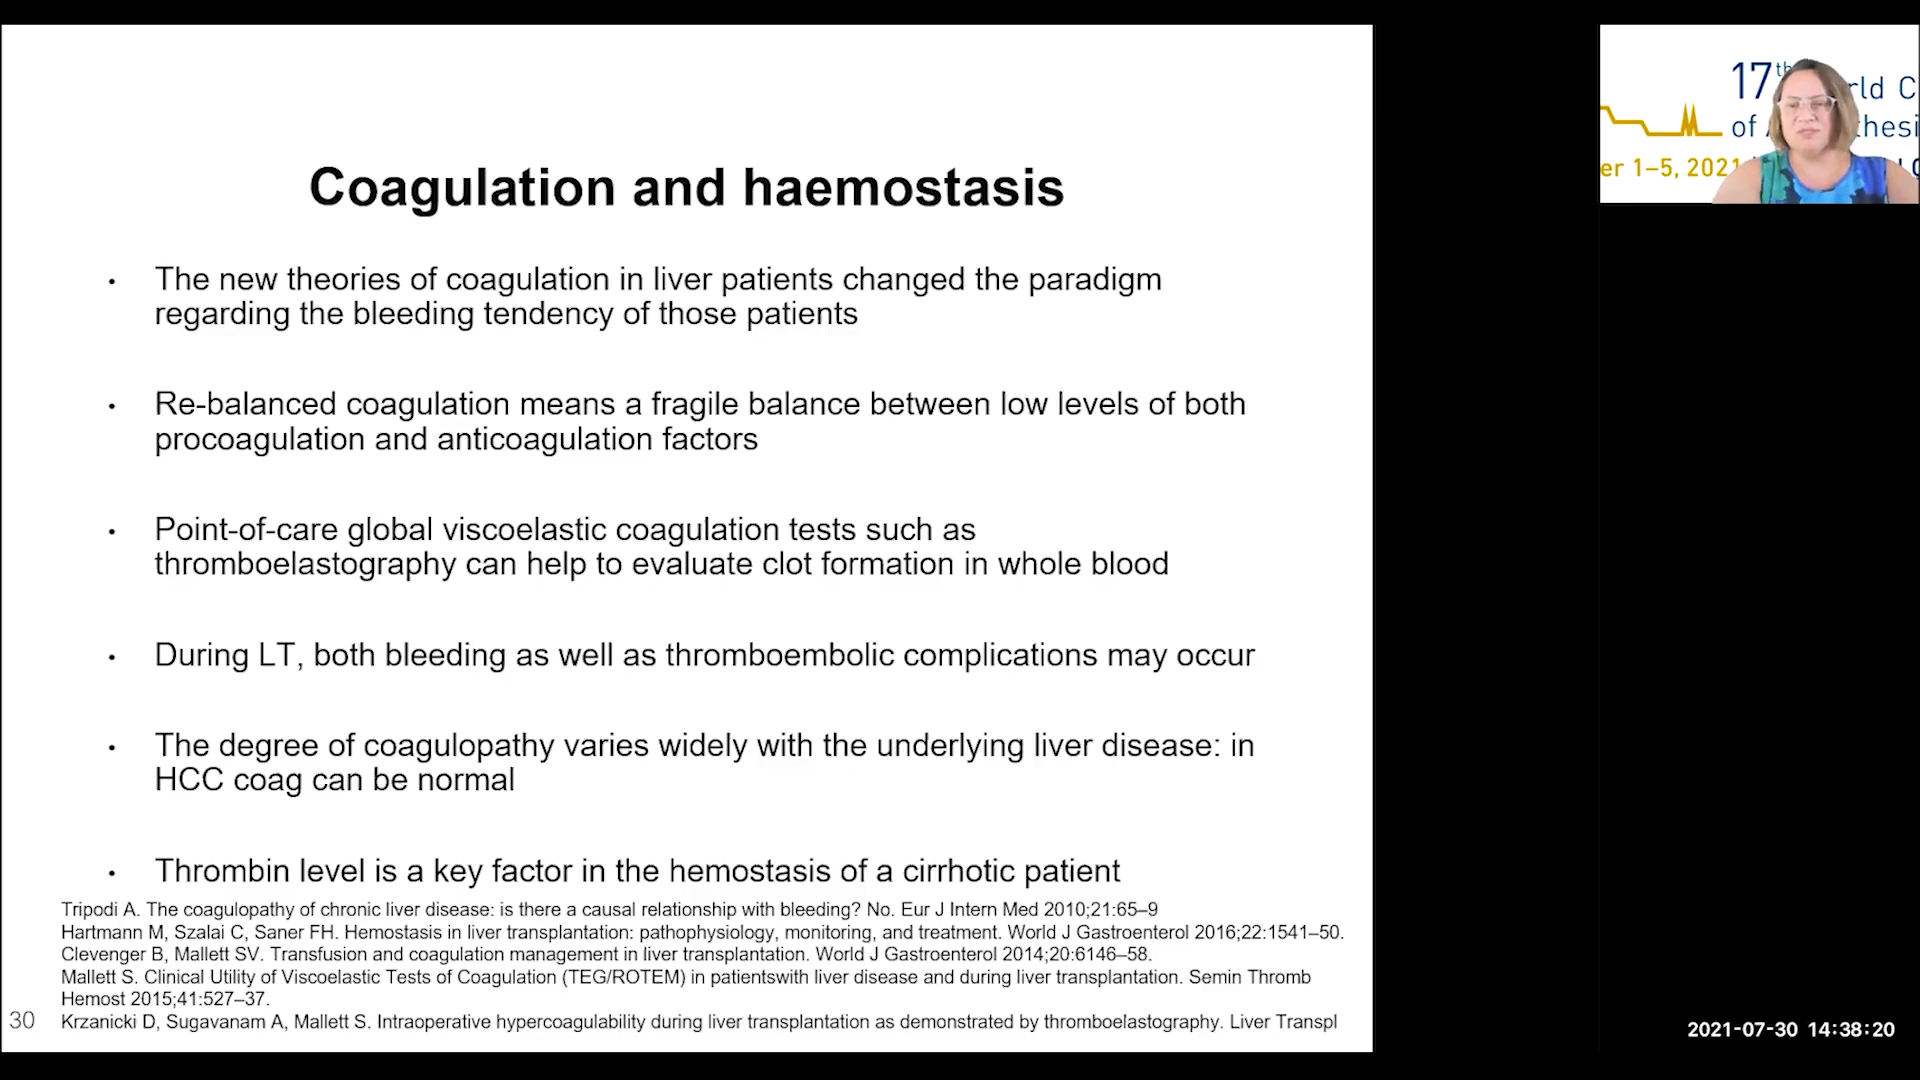 Coagulation and haemostasis
• The new theories of coagulation in liver patients changed the paradigm
regarding the bleeding tendency of those patients
• Re-balanced coagulation means a fragile balance between low levels of both
procoagulation and anticoagulation factors
• Point-of-care global viscoelastic coagulation tests such as
thromboelastography can help to evaluate clot formation in whole blood
• During LT, both bleeding as well as thromboembolic complications may occur
• The degree of coagulopathy varies widely with the underlying liver disease: in
HCC coag can be normal
• Thrombin level is a key factor in the hemostasis of a cirrhotic patient
Tripodi A. The coagulopathy of chronic liver disease: is there a causal relationship with bleeding? No. Eur J Intern Med 2010;21:65–9
Hartmann M, Szalai C, Saner FH. Hemostasis in liver transplantation: pathophysiology, monitoring, and treatment. World J Gastroenterol 2016;22:1541–50.
Clevenger B, Mallett SV. Transfusion and coagulation management in liver transplantation. World J Gastroenterol 2014;20:6146–58.
Mallett S. Clinical Utility of Viscoelastic Tests of Coagulation (TEG/ROTEM) in patientswith liver disease and during liver transplantation. Semin Thromb
Hemost 2015;41:527–37.
Krzanicki D, Sugavanam A, Mallett S. Intraoperative hypercoagulability during liver transplantation as demonstrated by thromboelastography. Liver Transpl
30
17th rld C
of thesi
er 1–5, 2021
2021-07-30 14:38:20